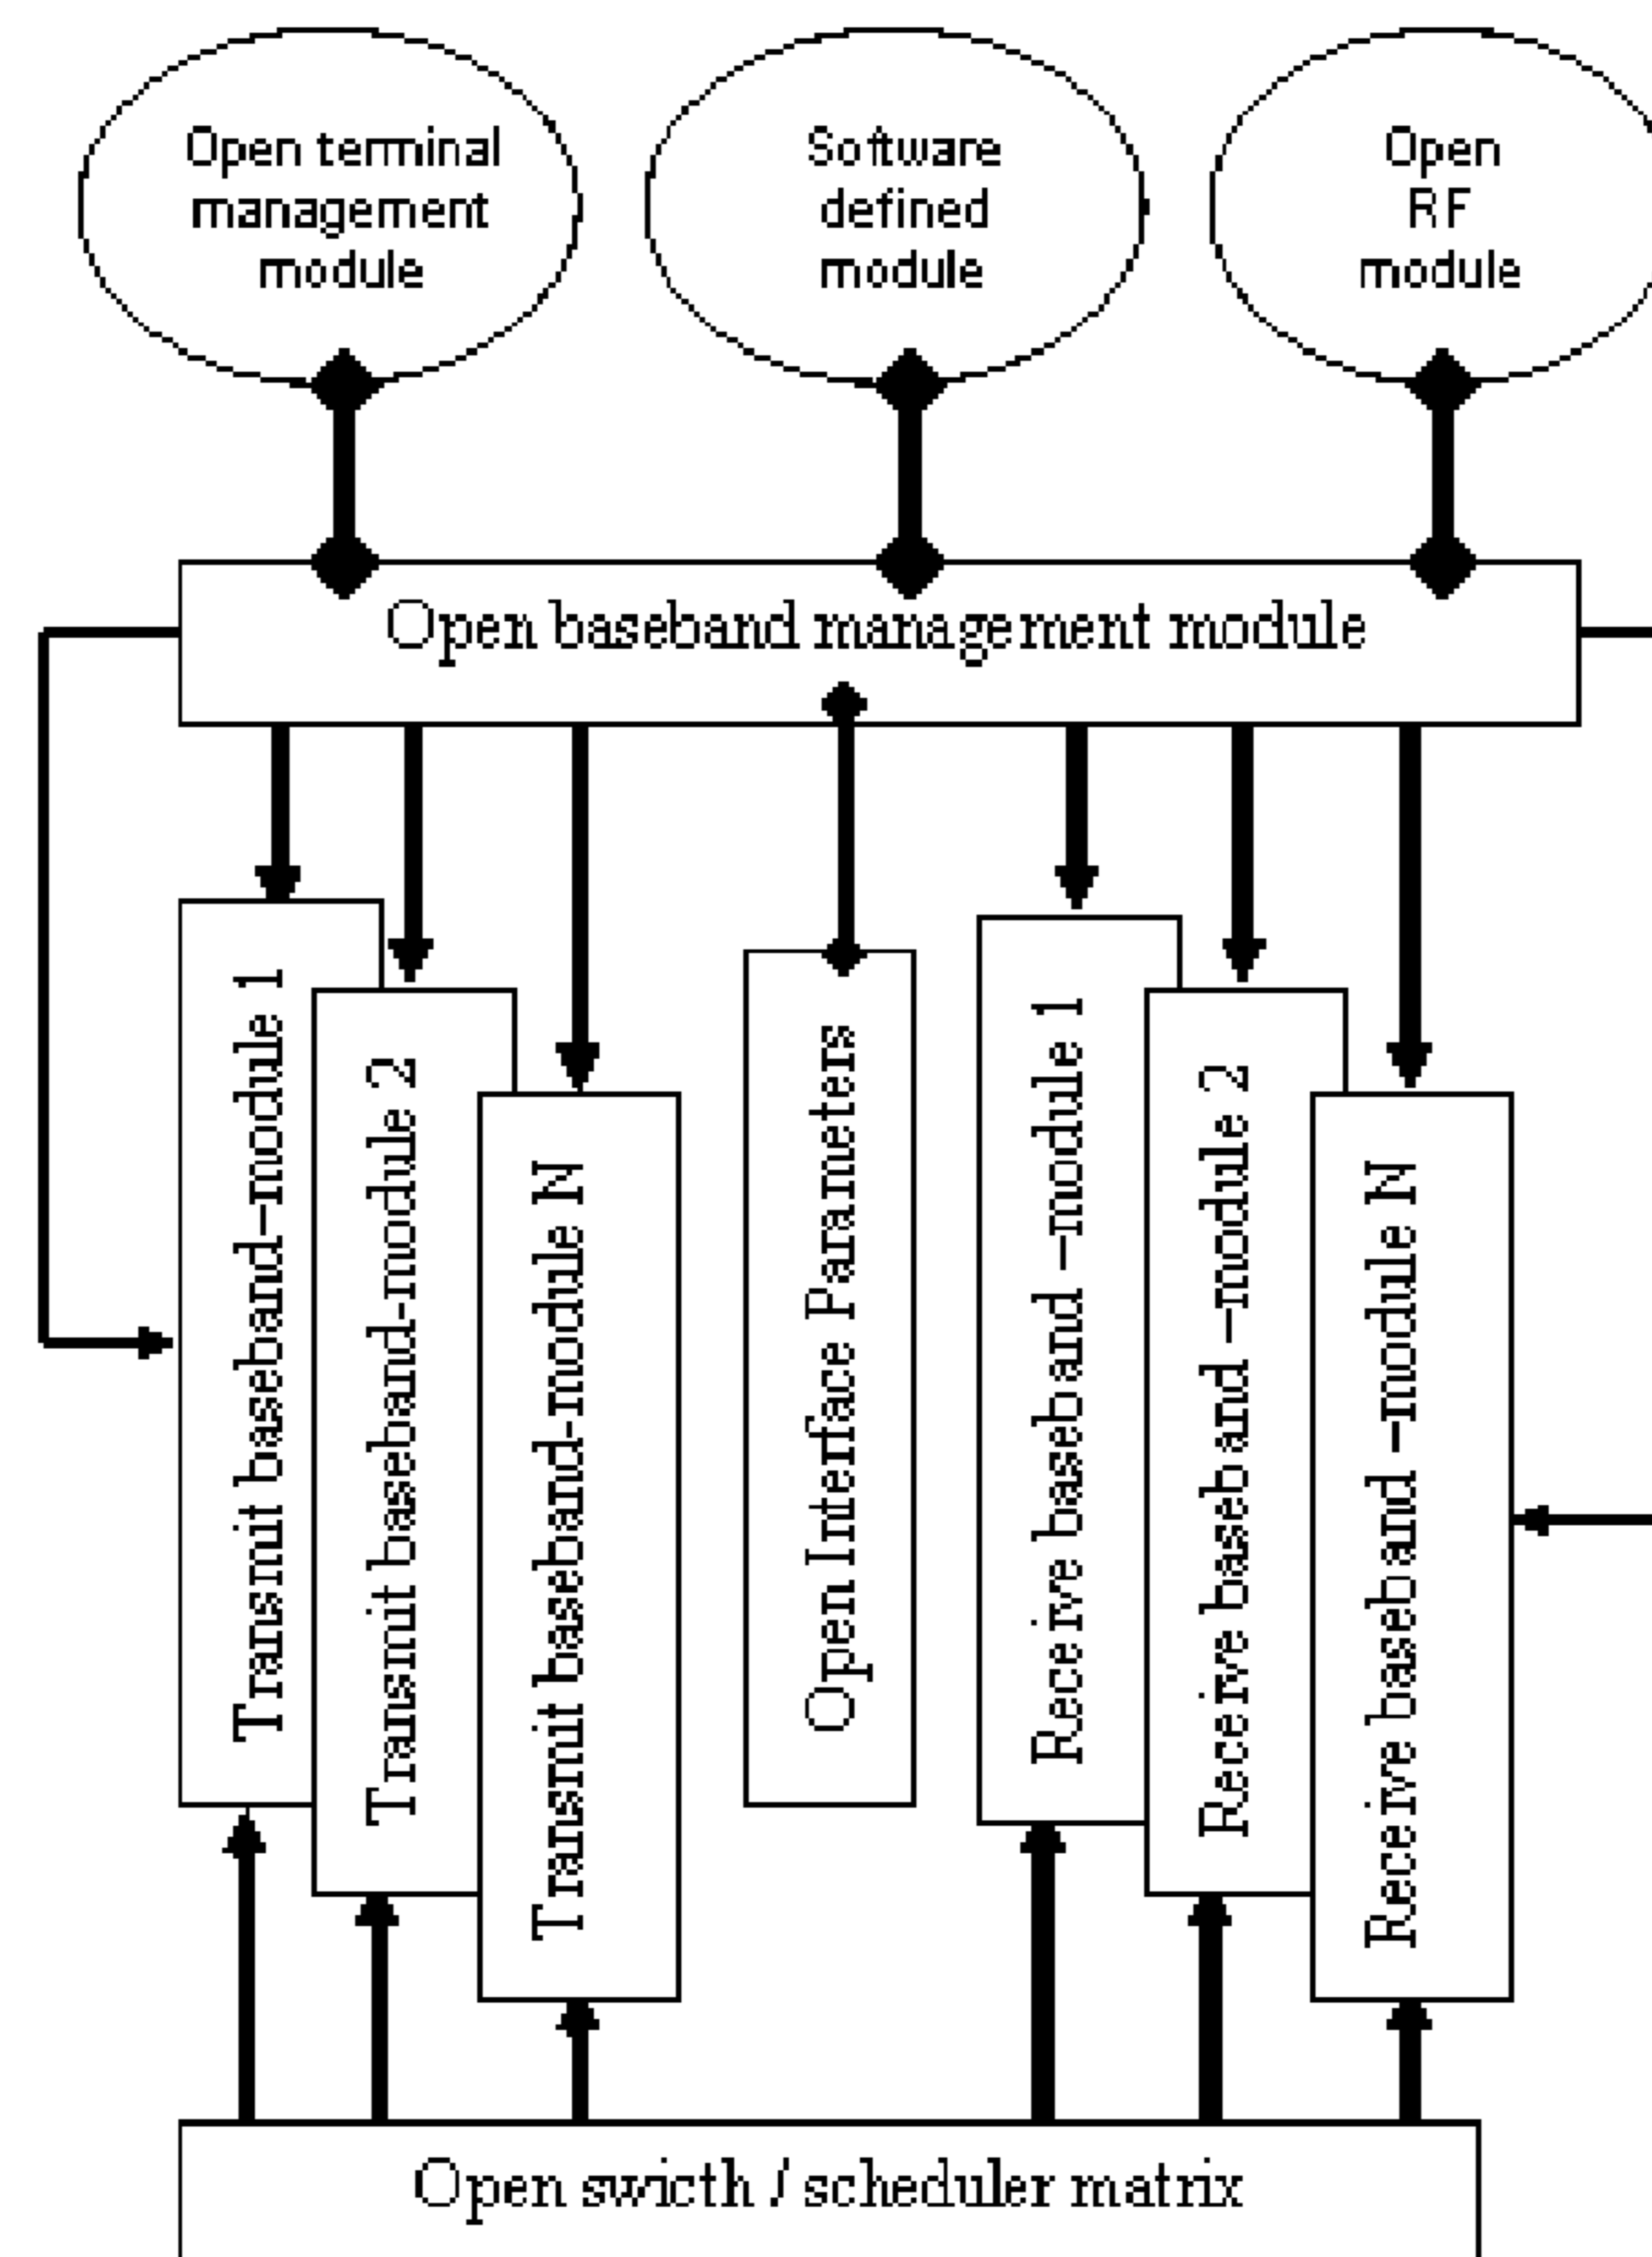 Open terminal
management
module
Software
defined
module
Open
RF
module
Open baseband management module
Transmit baseband-module 1
Transmit baseband-module 2
Transmit baseband-module N
Open Interface Parameters
Receive baseband -module 1
Receive baseband -module 2
Receive baseband -module N
Open swicth / scheduler matrix